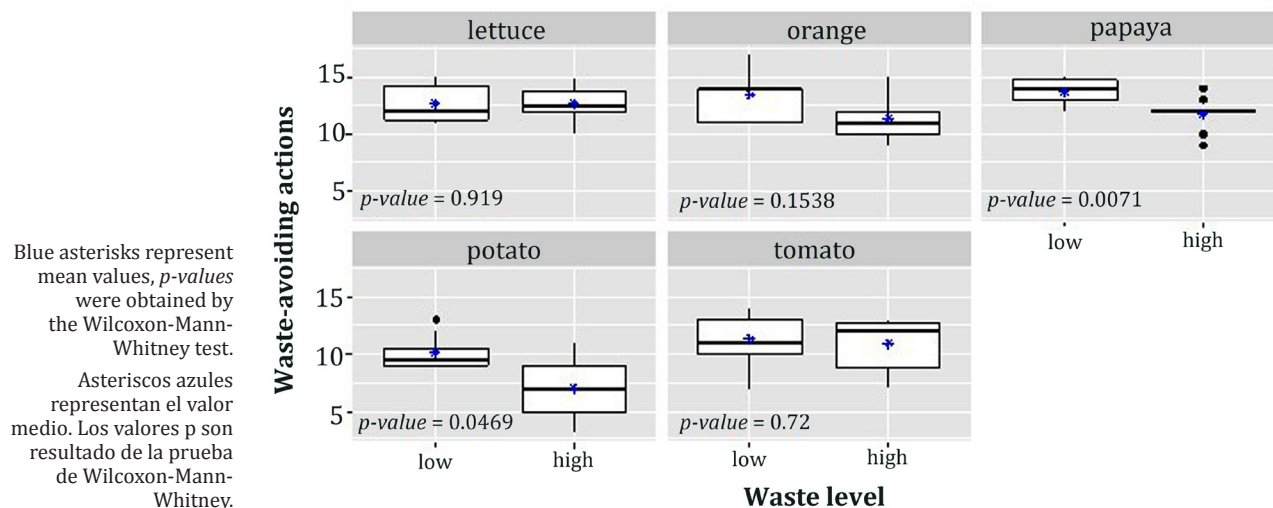 lettuce
orange
papaya
Waste-avoiding actions
15
10
5
p-value = 0.919
p-value = 0.1538
p-value = 0.0071
low
high
potato
tomato
15
10
5
p-value = 0.0469
p-value = 0.72
low
high
low
high
Waste level
Blue asterisks represent
mean values, p-values
were obtained by
the Wilcoxon-Mann-
Whitney test.
Asteriscos azules
representan el valor
medio. Los valores p son
resultado de la prueba
de Wilcoxon-Mann-
Whitney.